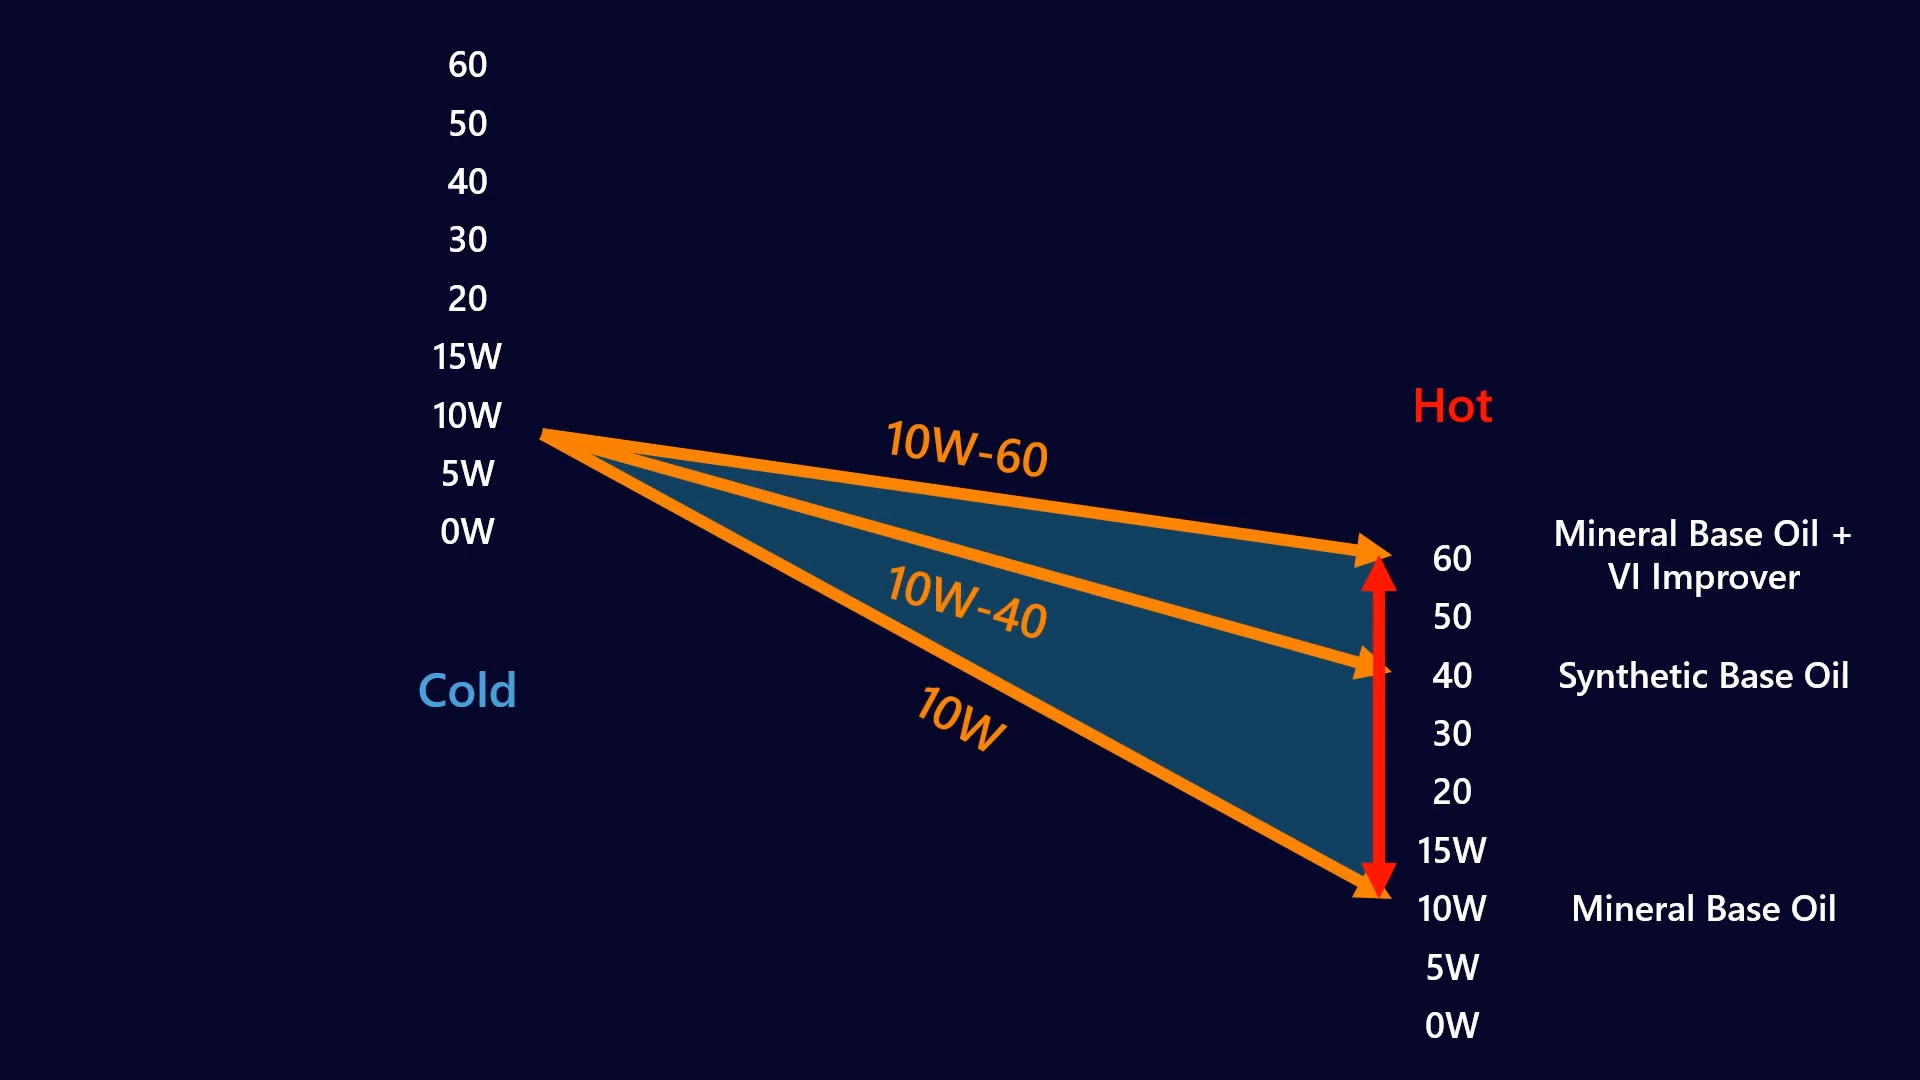 60
50
40
30
20
15W
10W
5W
0W
Cold
10W-60
10W-40
10W
Hot
60
50
40
30
20
15W
10W
5W
0W
Mineral Base Oil +
VI Improver
Synthetic Base Oil
Mineral Base Oil